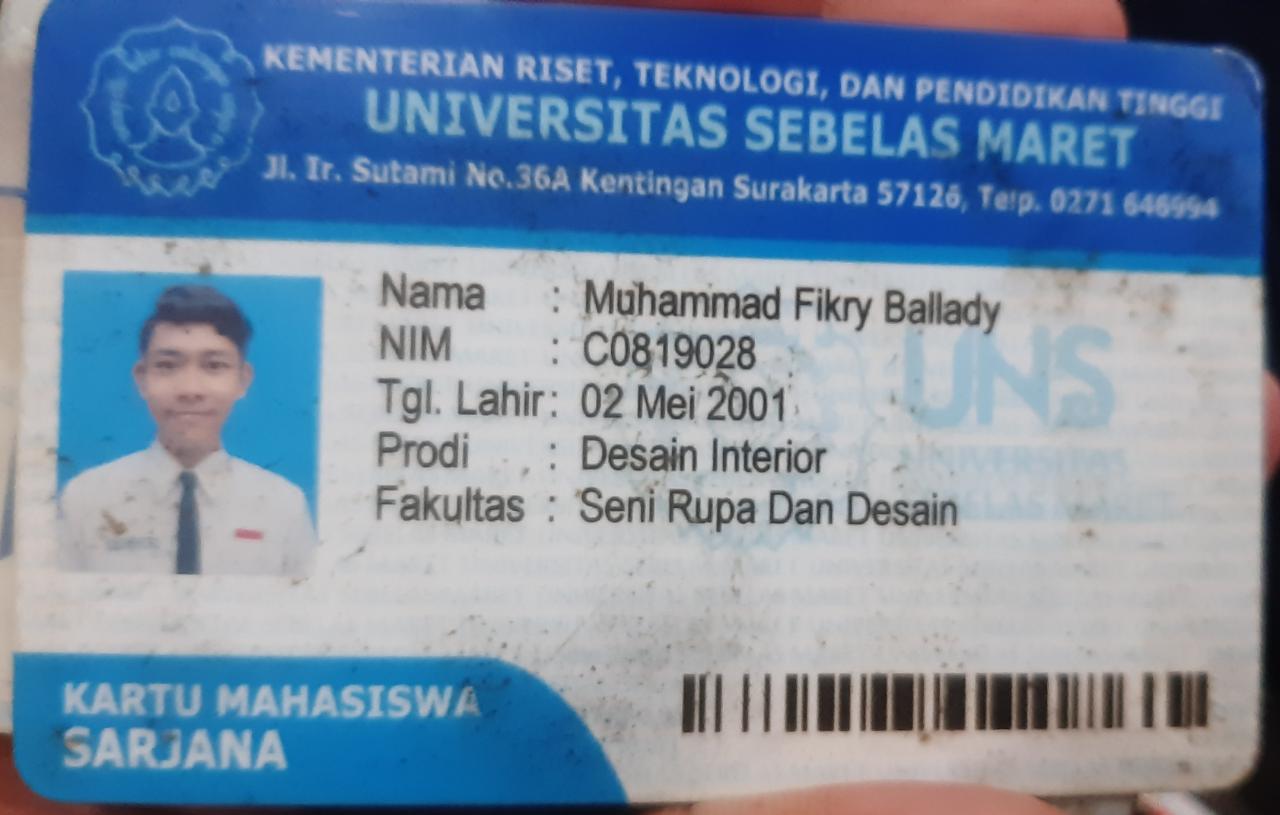 KEMENTERIAN RISET, TEKNOLOGI, DAN PENDIDIKAN TINGGI
UNIVERSITAS SEBELAS MARET
Jl. Ir. Sutami No.36A Kentingan Surakarta 57126, Telp. 0271 646994
Nama : Muhammad Fikry Ballady
NIM : C0819028
Tgl. Lahir : 02 Mei 2001
Prodi : Desain Interior
Fakultas : Seni Rupa Dan Desain
UNS
UNIVERSITAS
SEBELAS MARET
KARTU MAHASISWA
SARJANA